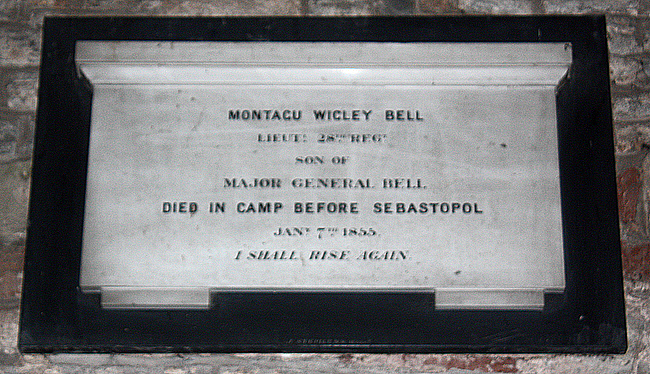 MONTAGU WIGLEY BELL
LIEUT: 28TH REGT
SON OF
MAJOR GENERAL BELL
DIED IN CAMP BEFORE SEBASTOPOL
JANY 7TH 1855.
I SHALL RISE AGAIN.